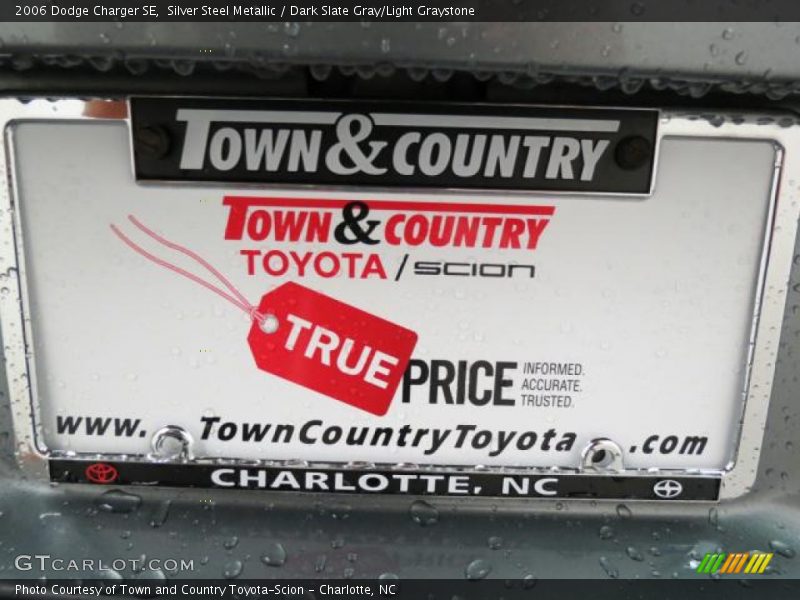 2006 Dodge Charger SE,  Silver Steel Metallic / Dark Slate Gray/Light Graystone
TOWN & COUNTRY
TOWN & COUNTRY
TOYOTA / SCION
TRUE PRICE
INFORMED.
ACCURATE.
TRUSTED.
www.TownCountryToyota.com
CHARLOTTE, NC
GTCARLOT.COM
Photo Courtesy of Town and Country Toyota-Scion - Charlotte, NC